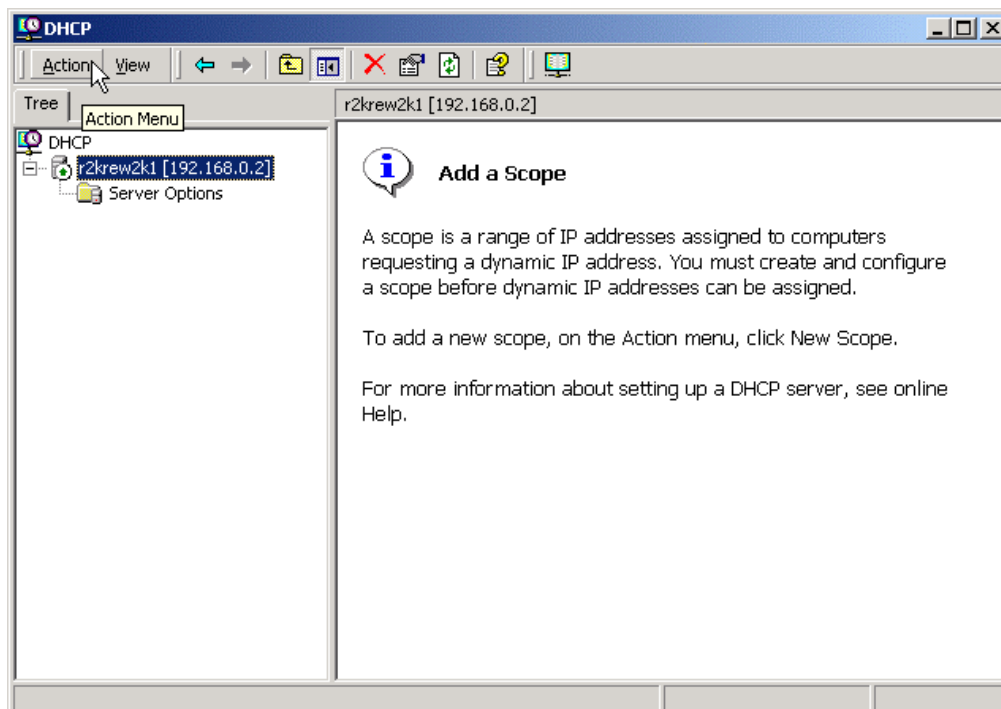 DHCP
Action View
Tree
r2krew2k1 [192.168.0.2]
Action Menu
DHCP
r2krew2k1 [192.168.0.2]
Server Options
Add a Scope
A scope is a range of IP addresses assigned to computers
requesting a dynamic IP address. You must create and configure
a scope before dynamic IP addresses can be assigned.
To add a new scope, on the Action menu, click New Scope.
For more information about setting up a DHCP server, see online
Help.